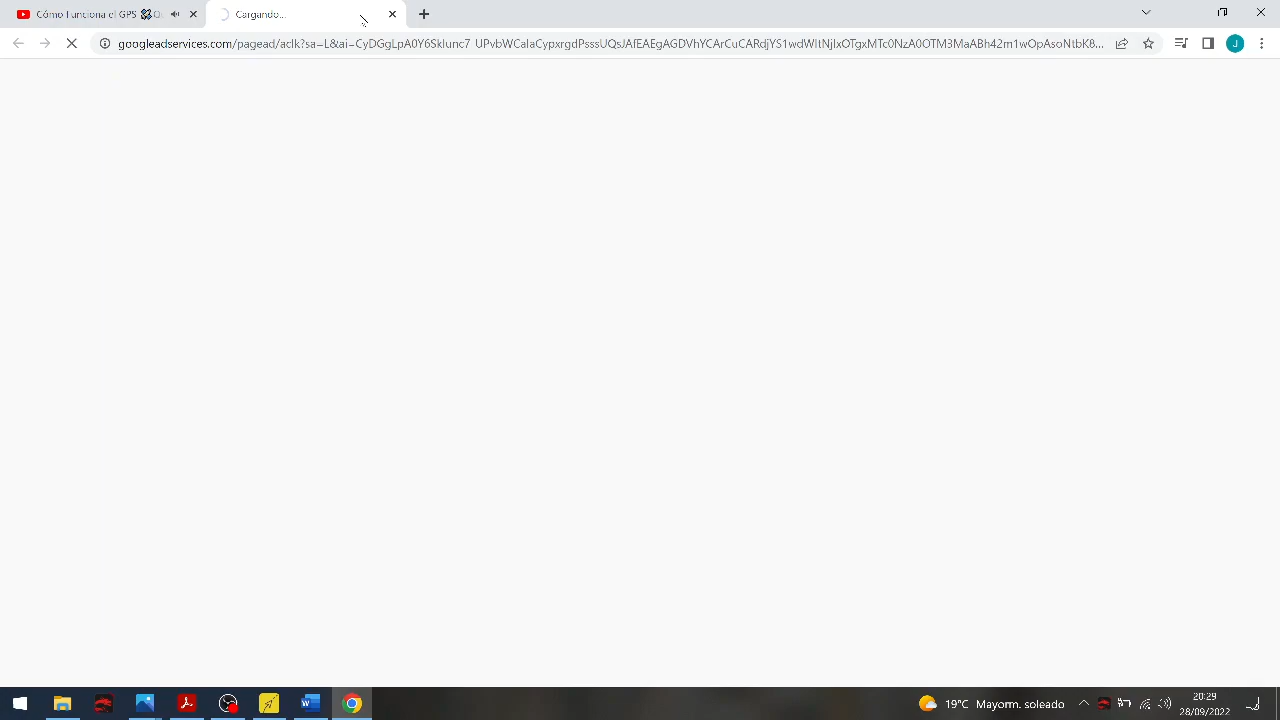 Cómo Funciona el GPS
Cargando...
googleadservices.com/pagead/aclk?sa=L&ai=
J
W
19°C Mayorm. soleado
20:29
28/09/2022